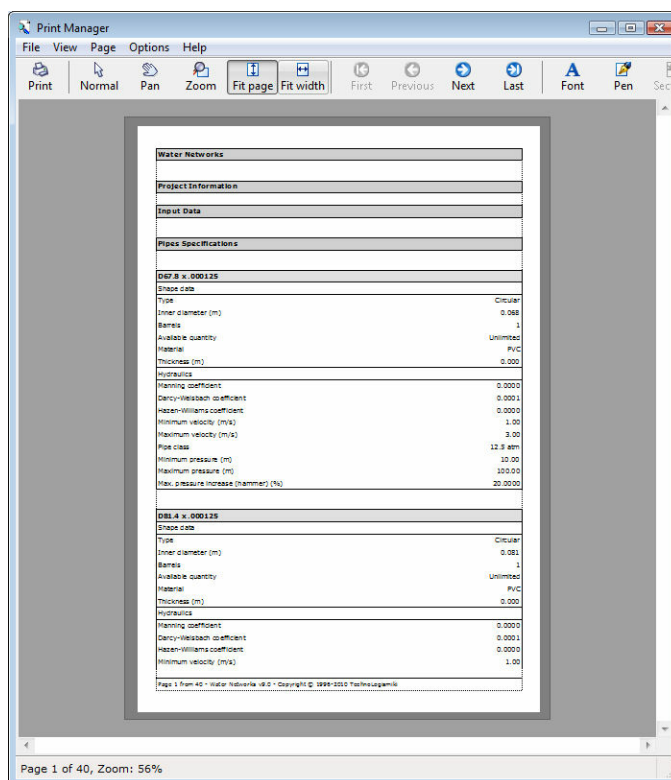 Print Manager
File View Page Options Help
Print Normal Pan Zoom Fit page Fit width First Previous Next Last Font Pen
Water Networks
Project Information
Input Data
Pipes Specifications
D67.8 x .000125
Shape data
Type Circular
Inner diameter (m) 0.068
Barrels 1
Available quantity Unlimited
Material PVC
Thickness (m) 0.000
Hydraulics
Manning coefficient 0.0000
Darcy-Weisbach coefficient 0.0001
Hazen-Williams coefficient 0.0000
Minimum velocity (m/s) 1.00
Maximum velocity (m/s) 3.00
Pipe class 12.5 atm
Minimum pressure (m) 10.00
Maximum pressure (m) 100.00
Max. pressure increase (hammer) (%) 20.0000
D81.4 x .000125
Shape data
Type Circular
Inner diameter (m) 0.081
Barrels 1
Available quantity Unlimited
Material PVC
Thickness (m) 0.000
Hydraulics
Manning coefficient 0.0000
Darcy-Weisbach coefficient 0.0001
Hazen-Williams coefficient 0.0000
Minimum velocity (m/s) 1.00
Page 1 from 40 • Water Networks v9.0 • Copyright © 1996-2010 TechnoLogismiki
Page 1 of 40, Zoom: 56%